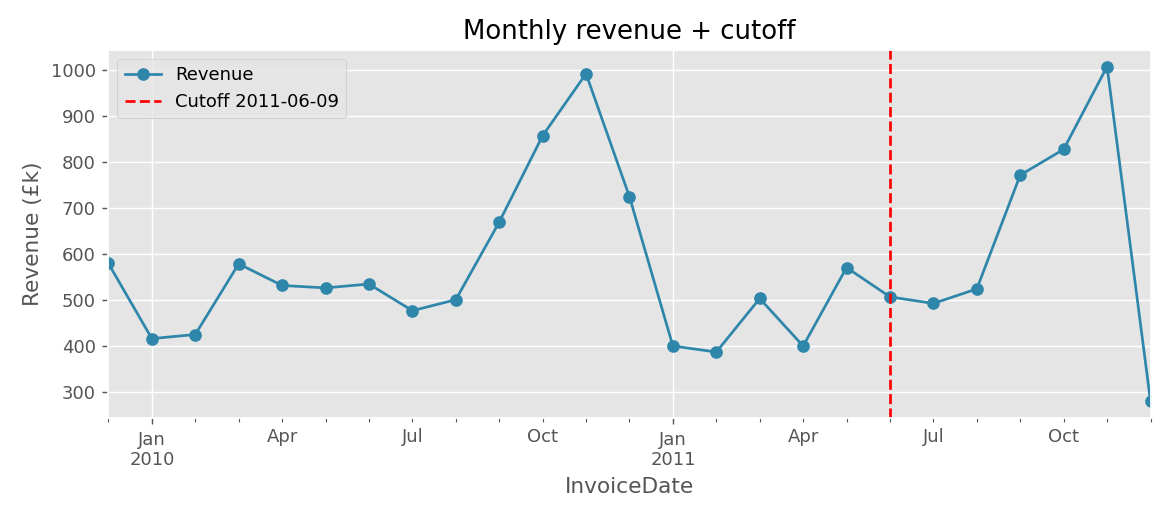 Monthly revenue + cutoff
Revenue
Cutoff 2011-06-09
Revenue (£k)
1000
900
800
700
600
500
400
300
Jan Apr Jul Oct Jan Apr Jul Oct
2010 2011
InvoiceDate